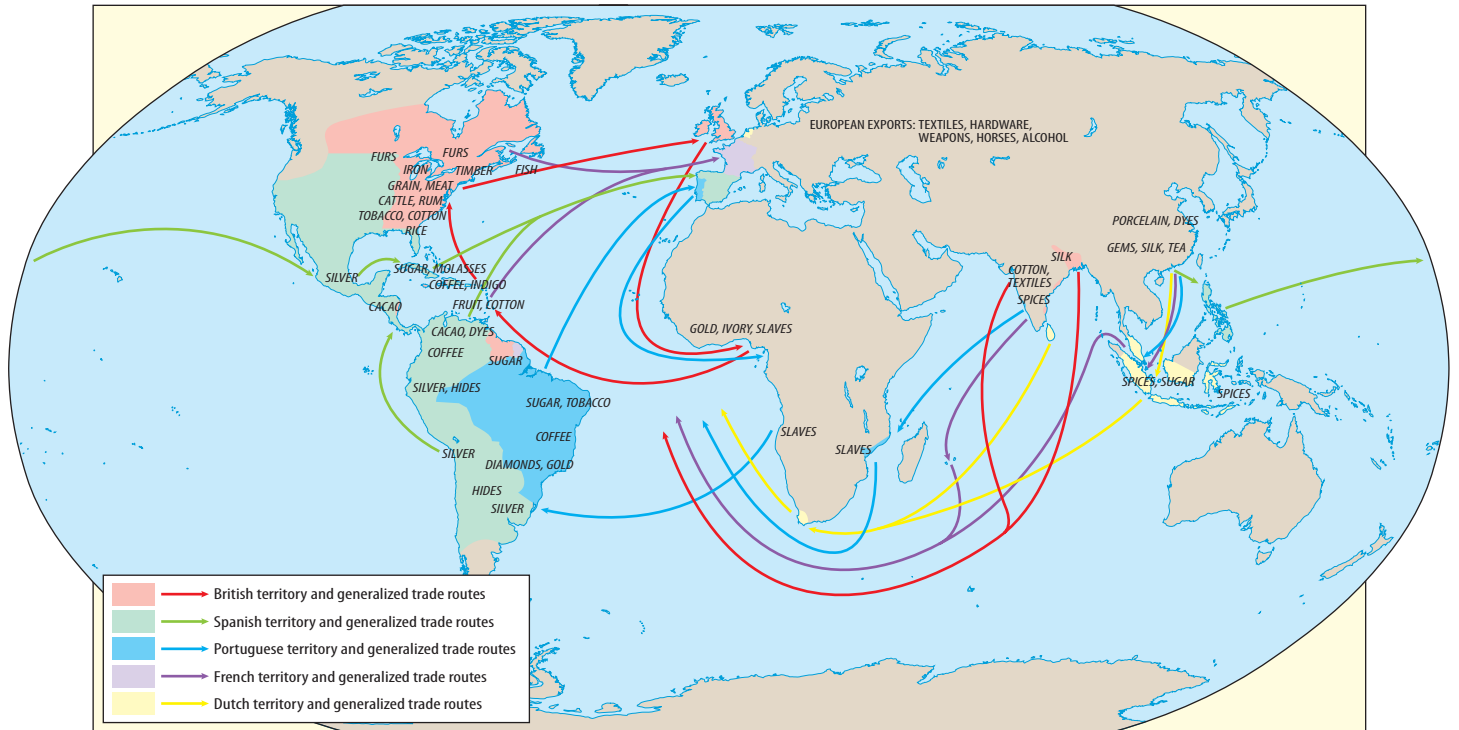 EUROPEAN EXPORTS: TEXTILES, HARDWARE,
WEAPONS, HORSES, ALCOHOL
FURS
FURS
IRON
TIMBER
FISH
GRAIN, MEAT
CATTLE, RUM
TOBACCO, COTTON
RICE
SILVER
SUGAR, MOLASSES
COFFEE, INDIGO
FRUIT, COTTON
CACAO
CACAO, DYES
COFFEE
SUGAR
SILVER, HIDES
SUGAR, TOBACCO
COFFEE
SILVER
DIAMONDS, GOLD
HIDES
SILVER
GOLD, IVORY, SLAVES
SLAVES
SLAVES
PORCELAIN, DYES
GEMS, SILK, TEA
SILK
COTTON,
TEXTILES
SPICES
SPICES, SUGAR
SPICES
British territory and generalized trade routes
Spanish territory and generalized trade routes
Portuguese territory and generalized trade routes
French territory and generalized trade routes
Dutch territory and generalized trade routes